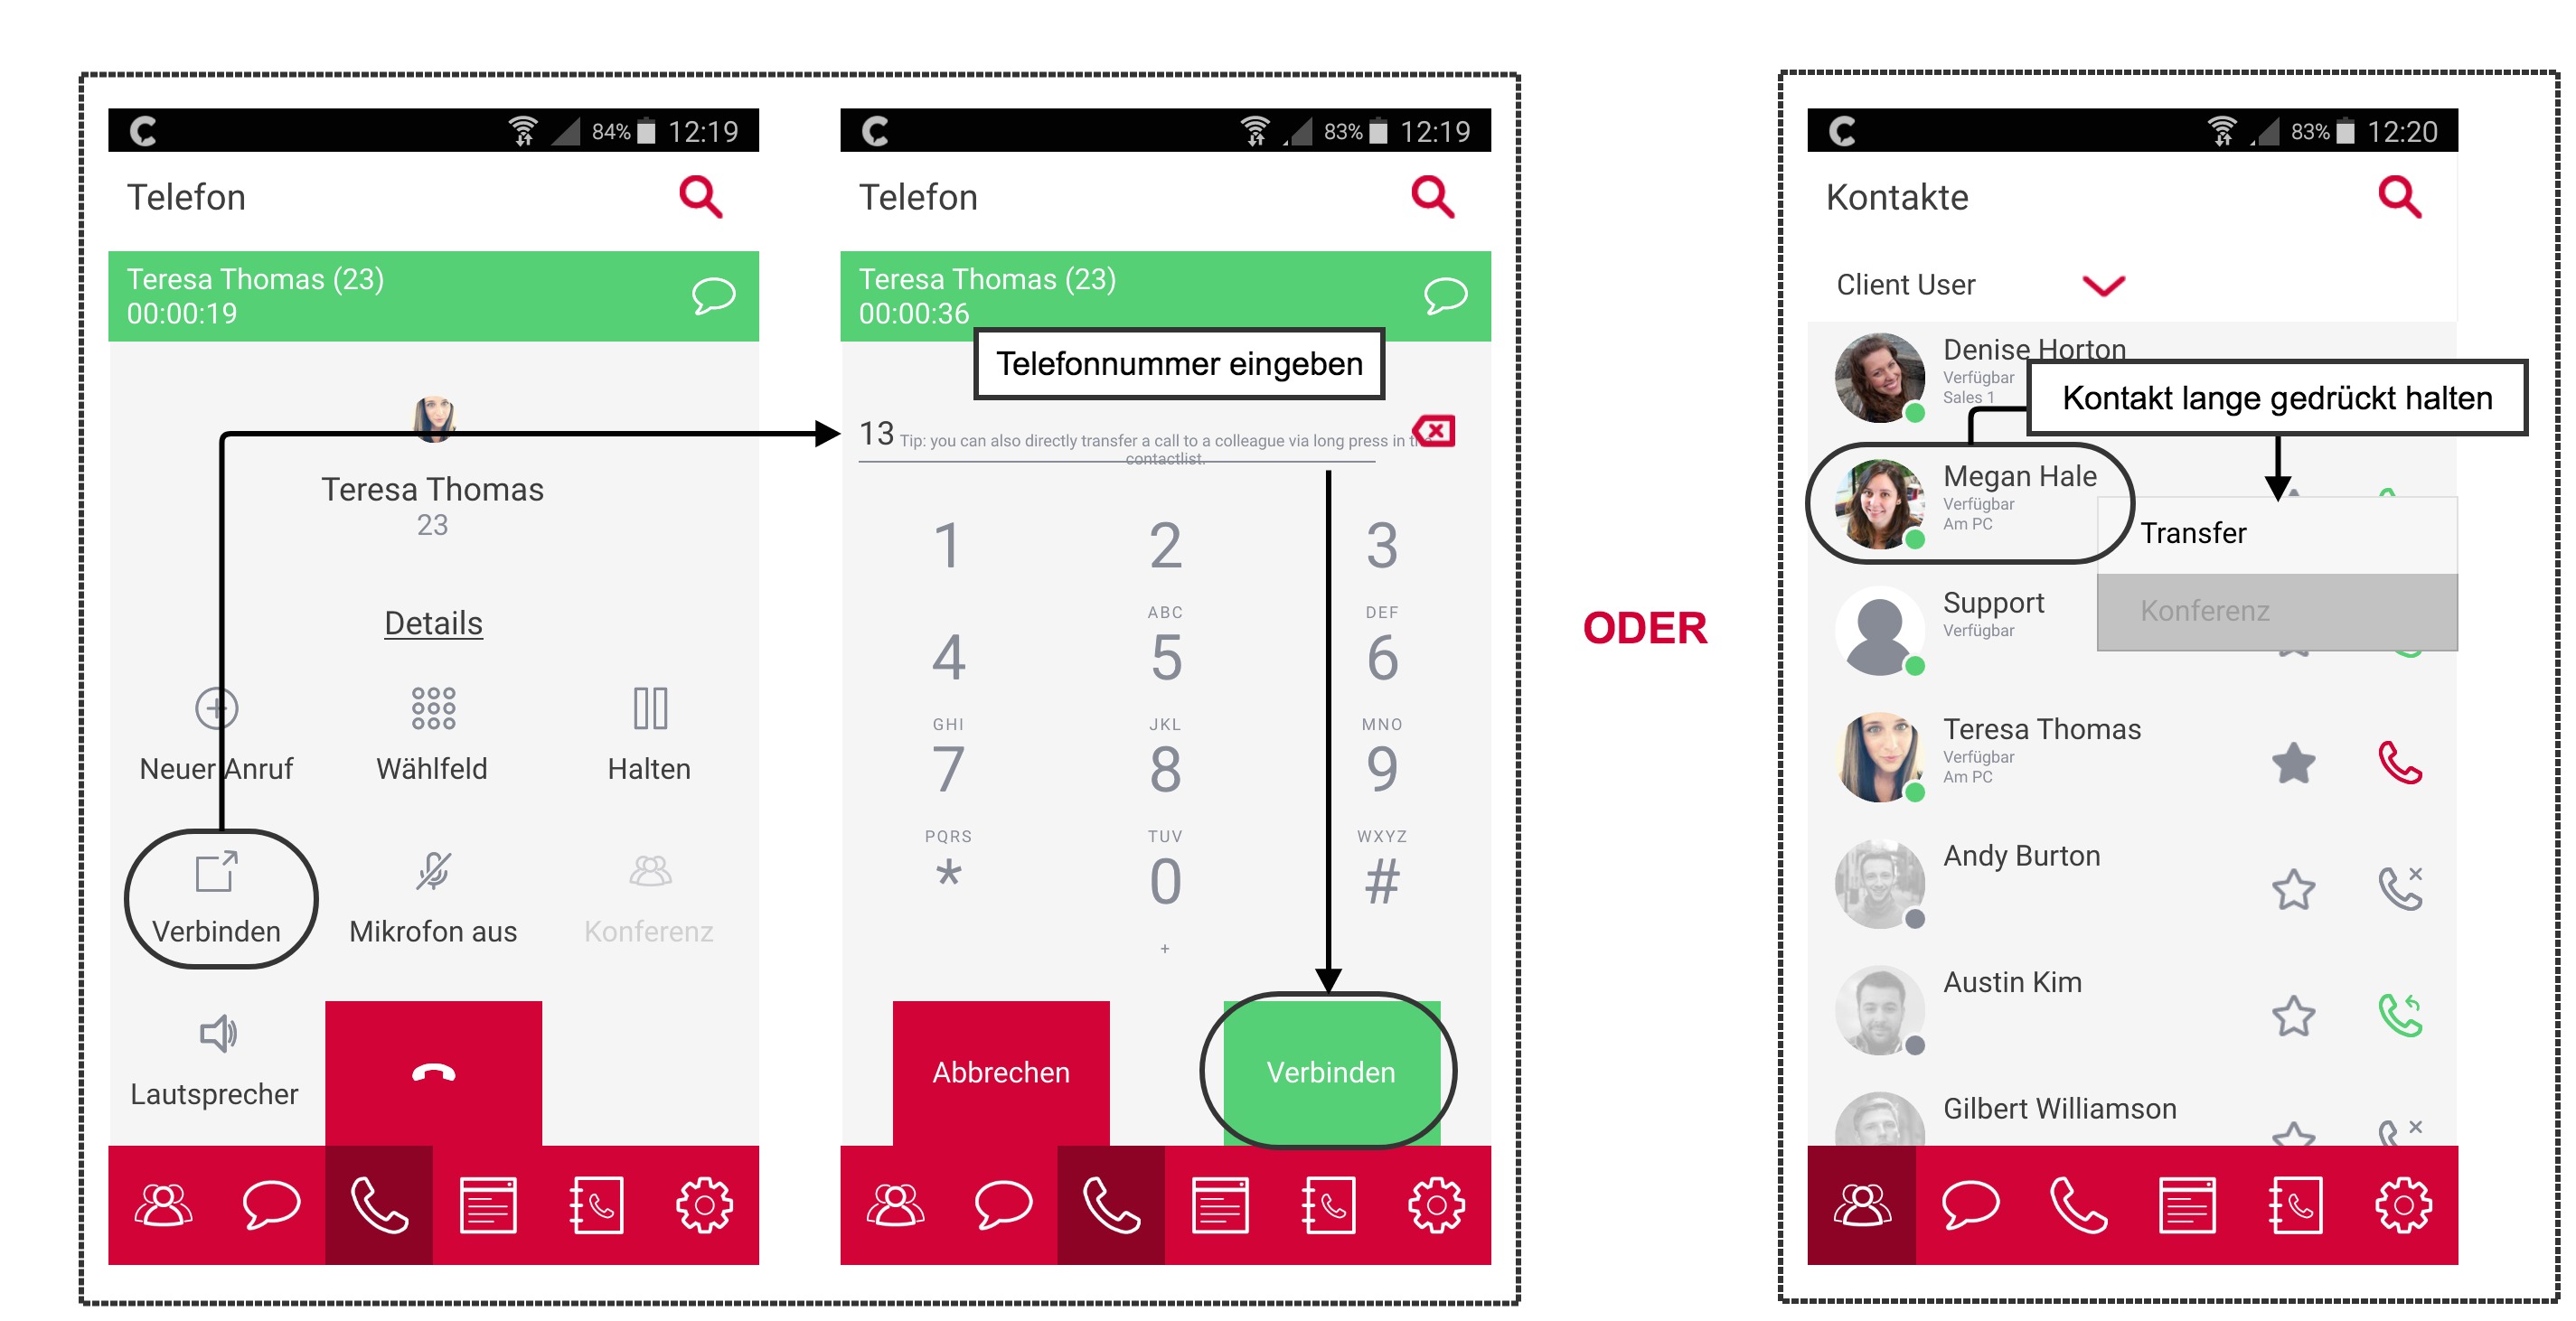 84% 12:19
Telefon
Teresa Thomas (23)
00:00:19
Teresa Thomas
23
Details
Neuer Anruf
Wählfeld
Halten
Verbinden
Mikrofon aus
Konferenz
Lautsprecher
83% 12:19
Telefon
Teresa Thomas (23)
00:00:36
Telefonnummer eingeben
13 Tip: you can also directly transfer a call to a colleague via long press in the
contactlist.
1 2 3
ABC DEF
4 5 6
GHI JKL MNO
7 8 9
PQRS TUV WXYZ
* 0 #
+
Abbrechen
Verbinden
ODER
83% 12:20
Kontakte
Client User
Denise Horton
Verfügbar
Sales 1
Kontakt lange gedrückt halten
Megan Hale
Verfügbar
Am PC
Transfer
Konferenz
Support
Verfügbar
Teresa Thomas
Verfügbar
Am PC
Andy Burton
Austin Kim
Gilbert Williamson